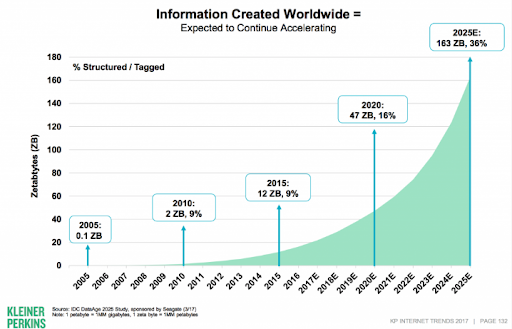 Information Created Worldwide =
Expected to Continue Accelerating
2025E:
163 ZB, 36%
% Structured / Tagged
2020:
47 ZB, 16%
2015:
12 ZB, 9%
2010:
2 ZB, 9%
2005:
0.1 ZB
Zetabytes (ZB)
180
160
140
120
100
80
60
40
20
0
2005 2006 2007 2008 2009 2010 2011 2012 2013 2014 2015 2016 2017E 2018E 2019E 2020E 2021E 2022E 2023E 2024E 2025E
KLEINER
PERKINS
Source: IDC DataAge 2025 Study, sponsored by Seagate (3/17)
Note: 1 petabyte = 1MM gigabytes, 1 zeta byte = 1MM petabytes
KP INTERNET TRENDS 2017 | PAGE 132